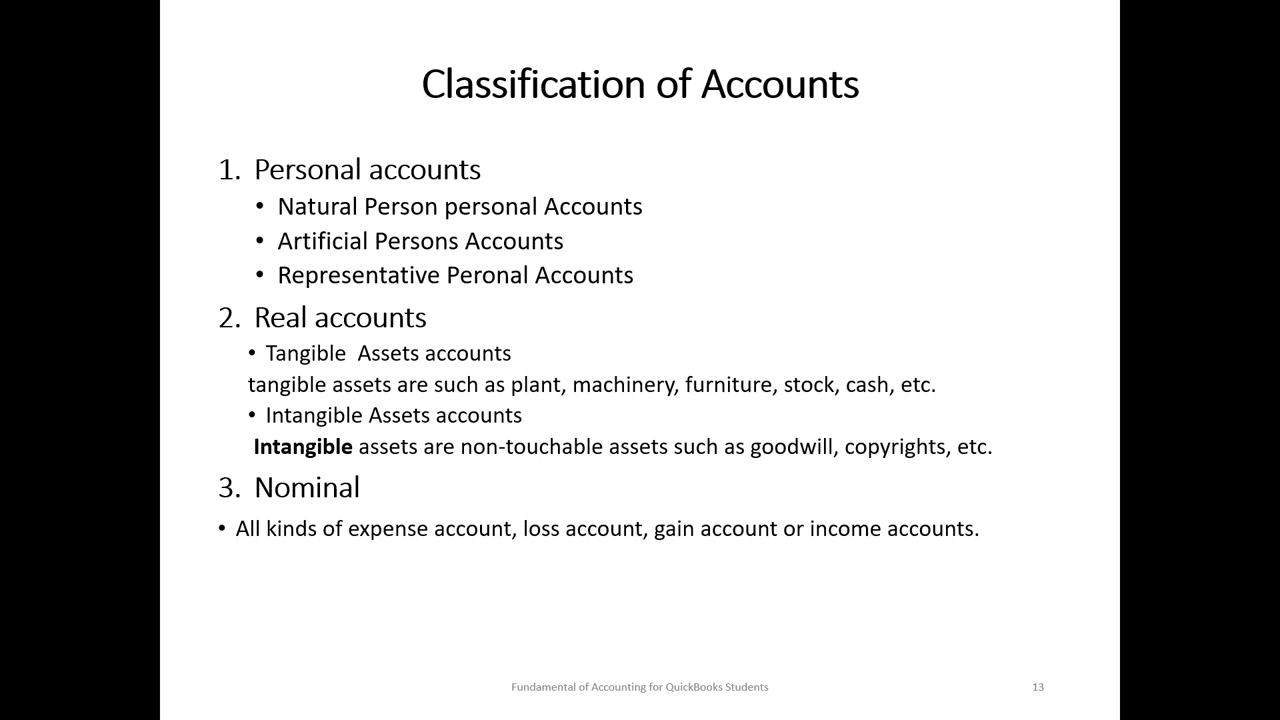 Classification of Accounts
1. Personal accounts
• Natural Person personal Accounts
• Artificial Persons Accounts
• Representative Peronal Accounts
2. Real accounts
• Tangible  Assets accounts
tangible assets are such as plant, machinery, furniture, stock, cash, etc.
• Intangible Assets accounts
Intangible assets are non-touchable assets such as goodwill, copyrights, etc.
3. Nominal
• All kinds of expense account, loss account, gain account or income accounts.
Fundamental of Accounting for QuickBooks Students
13